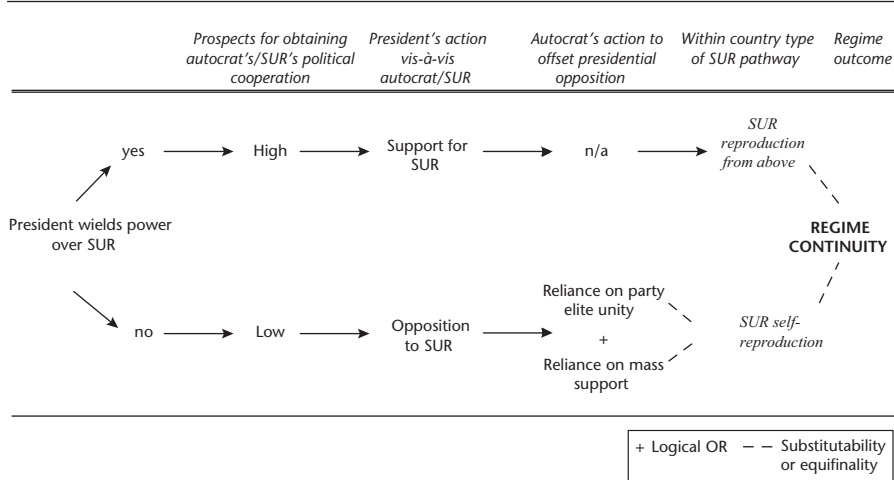 Prospects for obtaining
autocrat's/SUR's political
cooperation
President's action
vis-à-vis
autocrat/SUR
Autocrat's action to
offset presidential
opposition
Within country type
of SUR pathway
Regime
outcome
yes
High
Support for
SUR
n/a
SUR
reproduction
from above
President wields power
over SUR
REGIME
CONTINUITY
no
Low
Opposition
to SUR
Reliance on party
elite unity
+
Reliance on mass
support
SUR self-
reproduction
+ Logical OR
– – Substitutability
or equifinality